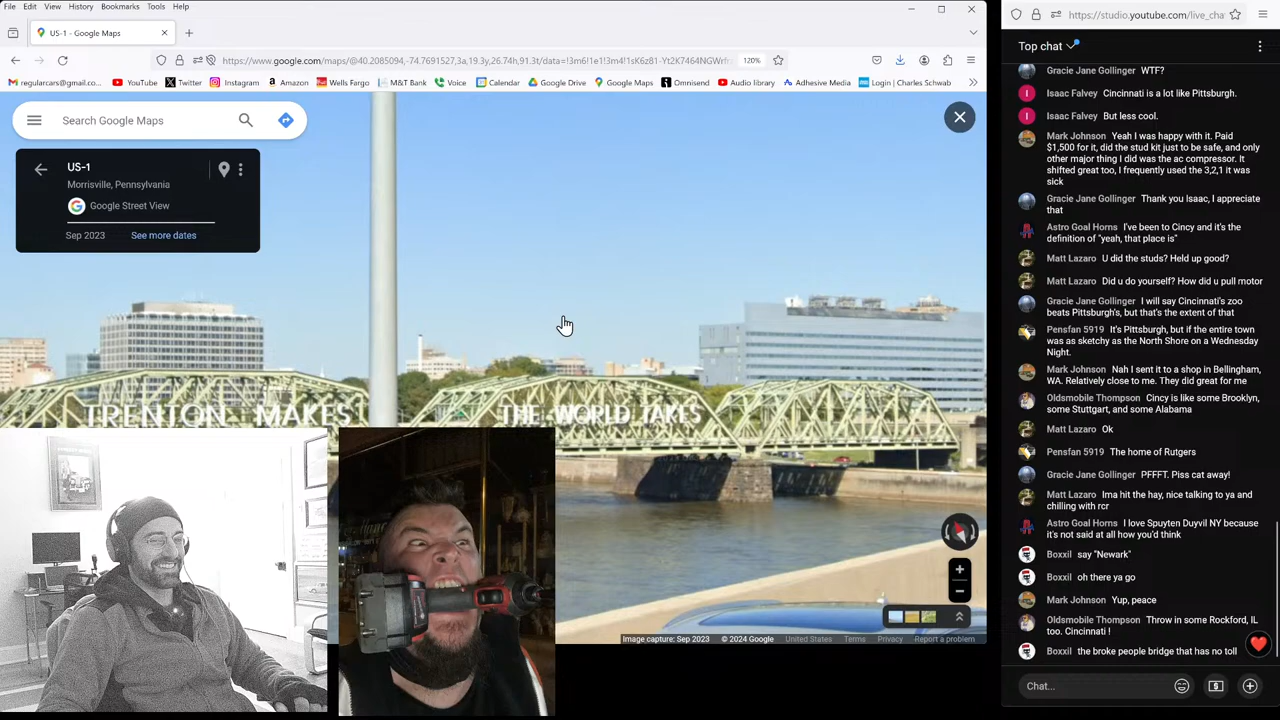 File Edit View History Bookmarks Tools Help
US-1 - Google Maps
https://www.google.com/maps/@40.2085094,-74.7691527,3a,19.3y,26.74h,91.3t/data=!3m6!1e1!3m4!1sK6z81-Yt2K7464NGWrfr
120%
regularcars@gmail.co... YouTube Twitter Instagram Amazon Wells Fargo M&T Bank Voice Facebook Google Drive Google Maps Omnisend Audio library Adhesive Media Login | Charles Schwab
Search Google Maps
US-1
Morrisville, Pennsylvania
Google Street View
Sep 2023 See more dates
TRENTON MAKES THE WORLD TAKES
Image capture: Sep 2023 © 2024 Google United States Terms Privacy Report a problem
https://studio.youtube.com/live_cha
Top chat
Gracie Jane Gollinger WTF?
Isaac Falvey Cincinnati is a lot like Pittsburgh.
Isaac Falvey But less cool.
Mark Johnson Yeah I was happy with it. Paid
$1,500 for it, did the stud kit just to be safe, and only
other major thing I did was the ac compressor. It
shifted great too, I frequently used the 3,2,1 it was
sick
Gracie Jane Gollinger Thank you Isaac, I appreciate
that
Astro Goal Horns I've been to Cincy and it's the
definition of "yeah, that place is"
Matt Lazaro U did the studs? Held up good?
Matt Lazaro Did u do yourself? How did u pull motor
Gracie Jane Gollinger I will say Cincinnati's zoo
beats Pittsburgh's, but that's the extent of that
Pensfan 5919 It's Pittsburgh, but if the entire town
was as sketchy as the North Shore on a Wednesday
Night.
Mark Johnson Nah I sent it to a shop in Bellingham,
WA. Relatively close to me. They did great for me
Oldsmobile Thompson Cincy is like some Brooklyn,
some Stuttgart, and some Alabama
Matt Lazaro Ok
Pensfan 5919 The home of Rutgers
Gracie Jane Gollinger PFFFT. Piss cat away!
Matt Lazaro Ima hit the hay, nice talking to ya and
chilling with rcr
Astro Goal Horns I love Spuyten Duyvil NY because
it's not said at all how you'd think
Boxxil say "Newark"
Boxxil oh there ya go
Mark Johnson Yup, peace
Oldsmobile Thompson Throw in some Rockford, IL
too. Cincinnati !
Boxxil the broke people bridge that has no toll
Chat...